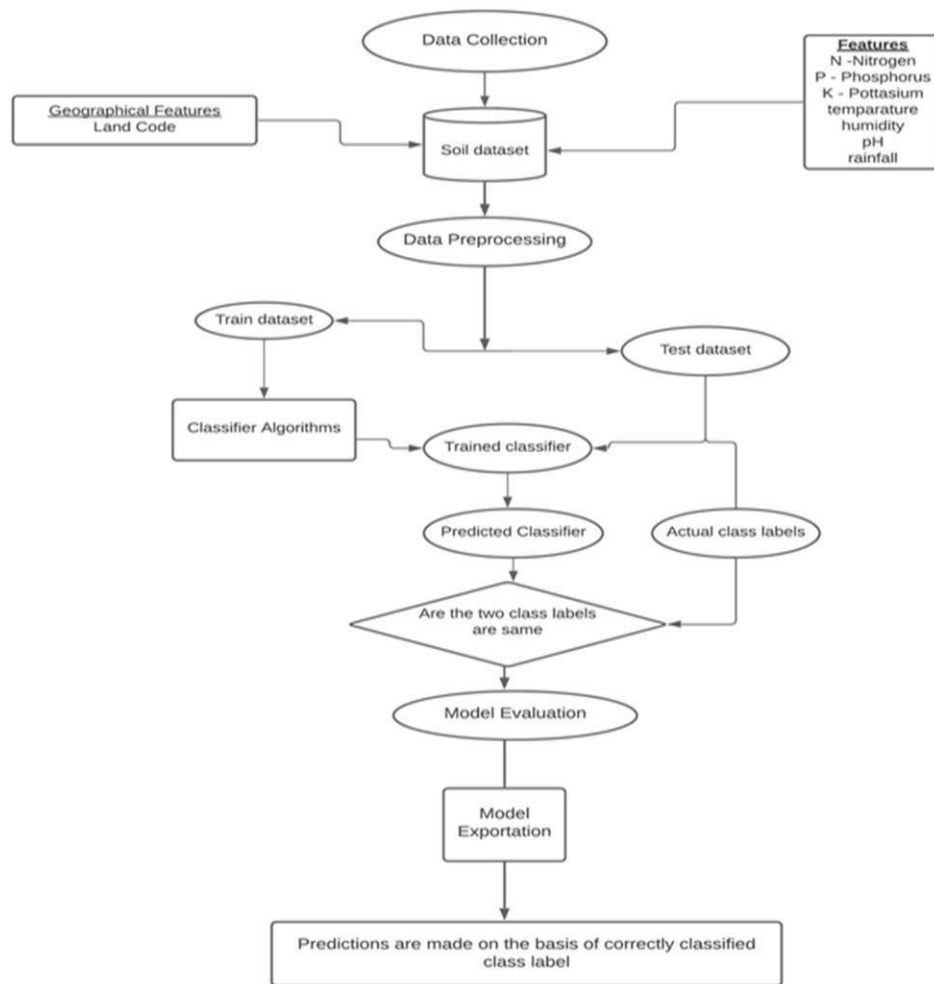 Data Collection
Features
N -Nitrogen
P - Phosphorus
K - Pottasium
temparature
humidity
pH
rainfall
Geographical Features
Land Code
Soil dataset
Data Preprocessing
Train dataset
Test dataset
Classifier Algorithms
Trained classifier
Predicted Classifier
Actual class labels
Are the two class labels
are same
Model Evaluation
Model
Exportation
Predictions are made on the basis of correctly classified
class label